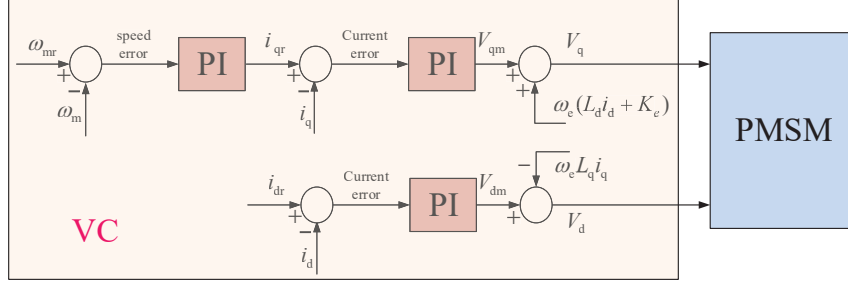 ω_mr
+
−
ω_m
speed
error
PI
i_qr
+
−
i_q
Current
error
PI
V_qm
+
+
V_q
ω_e(L_d i_d + K_e)
i_dr
+
−
i_d
Current
error
PI
V_dm
+
−
ω_e L_q i_q
V_d
VC
PMSM